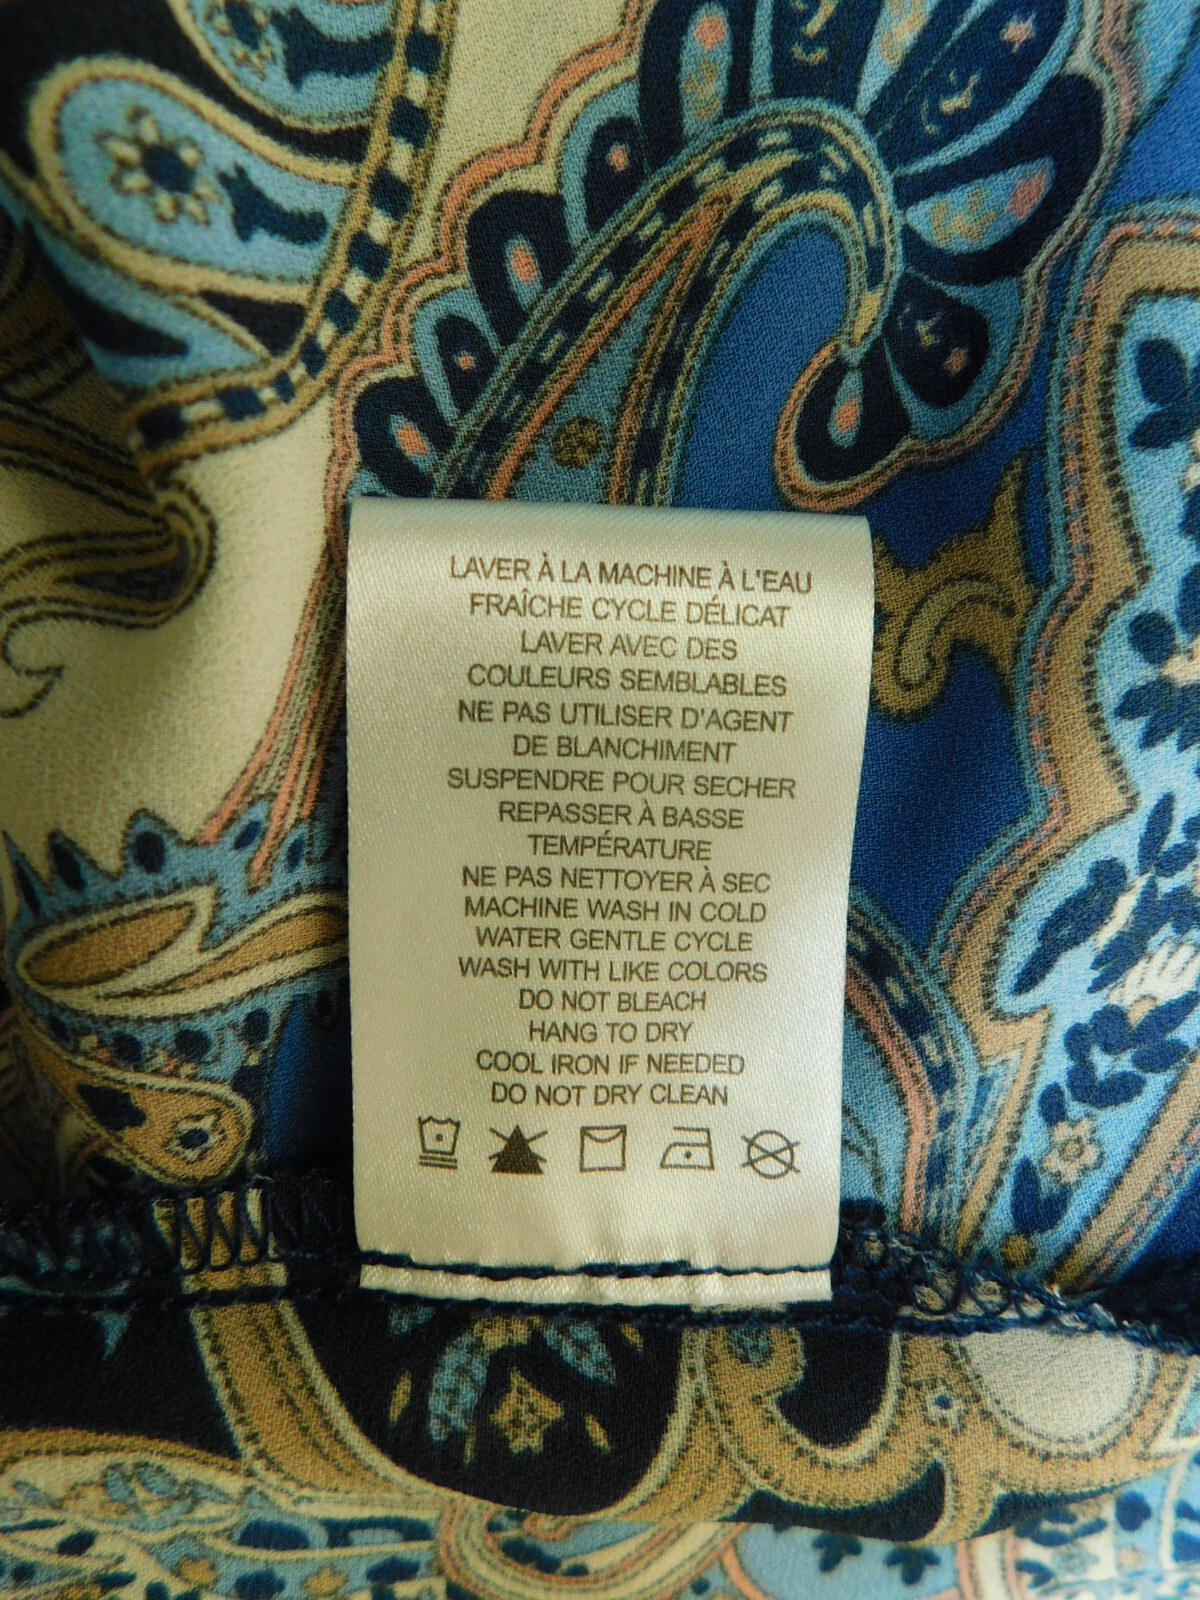 LAVER À LA MACHINE À L'EAU
FRAÎCHE CYCLE DÉLICAT
LAVER AVEC DES
COULEURS SEMBLABLES
NE PAS UTILISER D'AGENT
DE BLANCHIMENT
SUSPENDRE POUR SECHER
REPASSER À BASSE
TEMPÉRATURE
NE PAS NETTOYER À SEC
MACHINE WASH IN COLD
WATER GENTLE CYCLE
WASH WITH LIKE COLORS
DO NOT BLEACH
HANG TO DRY
COOL IRON IF NEEDED
DO NOT DRY CLEAN